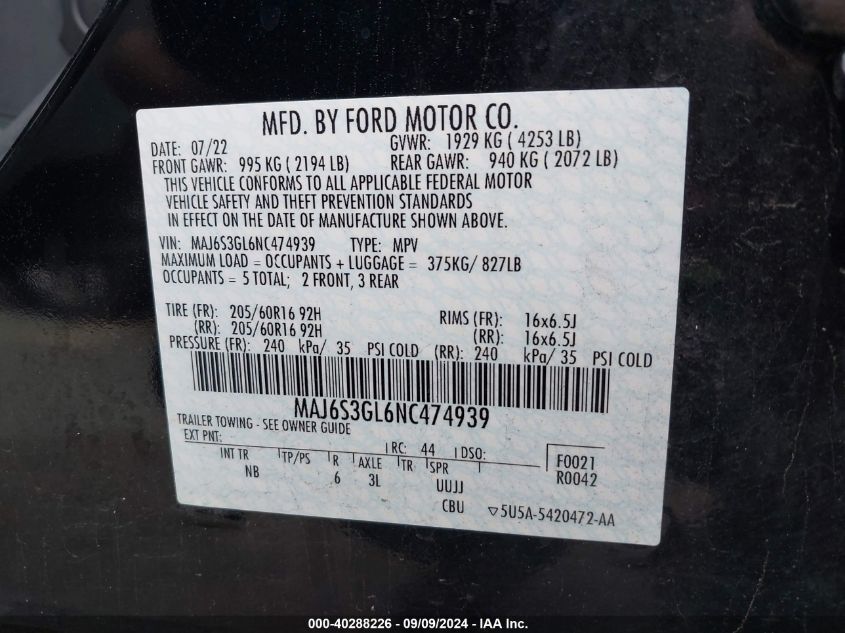 MFD. BY FORD MOTOR CO.
DATE: 07/22 GVWR: 1929 KG ( 4253 LB)
FRONT GAWR: 995 KG ( 2194 LB) REAR GAWR: 940 KG ( 2072 LB)
THIS VEHICLE CONFORMS TO ALL APPLICABLE FEDERAL MOTOR
VEHICLE SAFETY AND THEFT PREVENTION STANDARDS
IN EFFECT ON THE DATE OF MANUFACTURE SHOWN ABOVE.
VIN: MAJ6S3GL6NC474939 TYPE: MPV
MAXIMUM LOAD = OCCUPANTS + LUGGAGE = 375KG/ 827LB
OCCUPANTS = 5 TOTAL; 2 FRONT, 3 REAR
TIRE (FR): 205/60R16 92H RIMS (FR): 16x6.5J
(RR): 205/60R16 92H (RR): 16x6.5J
PRESSURE (FR): 240 kPa/ 35 PSI COLD (RR): 240 kPa/ 35 PSI COLD
MAJ6S3GL6NC474939
TRAILER TOWING - SEE OWNER GUIDE
EXT PNT: RC: 44 DSO: F0021
INT TR TP/PS R AXLE TR SPR R0042
NB 6 3L UUJJ
CBU ▽5U5A-5420472-AA
000-40288226 - 09/09/2024 - IAA Inc.